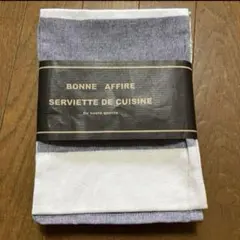 BONNE AFFIRE
SERVIETTE DE CUISINE